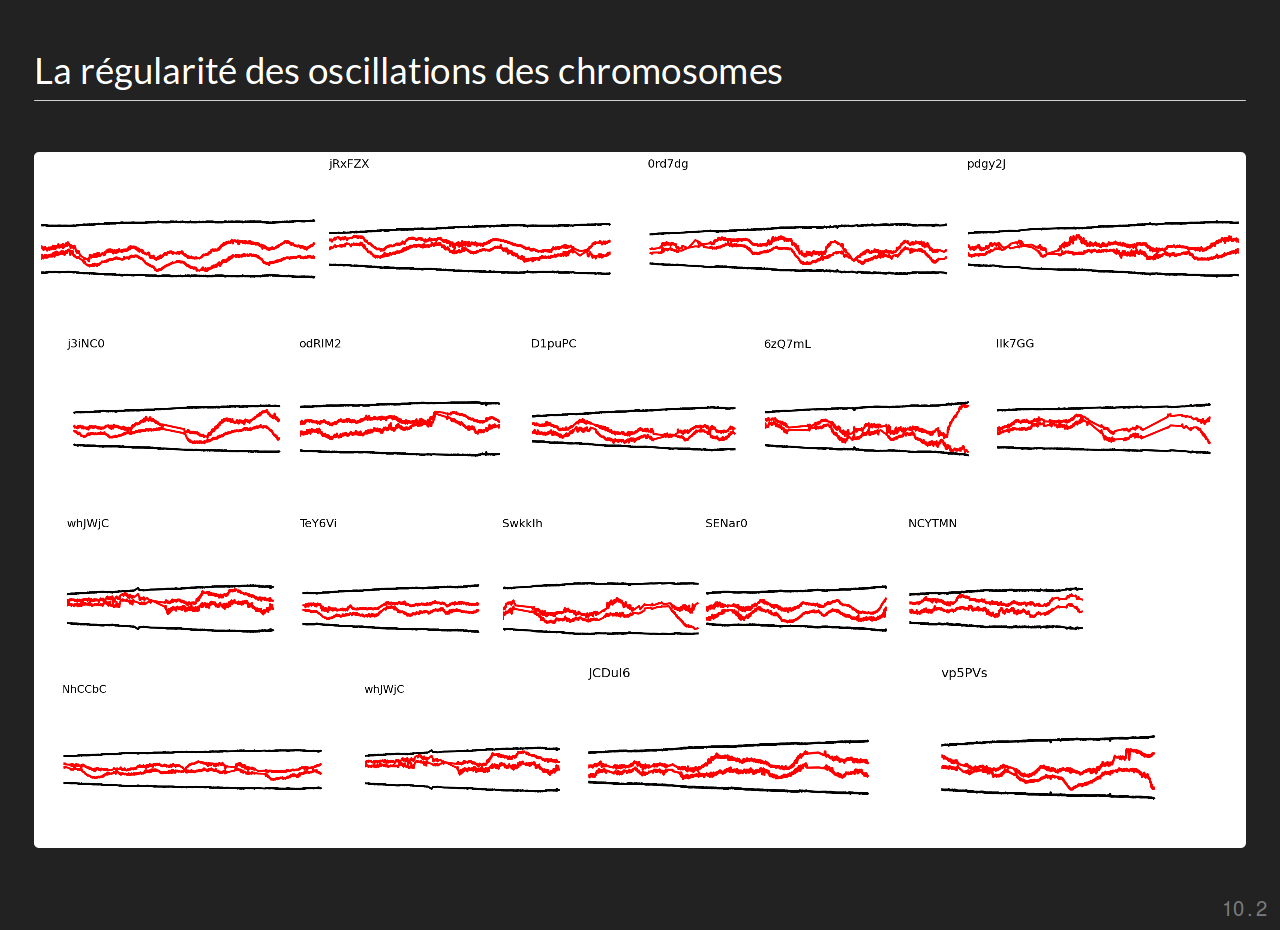 La régularité des oscillations des chromosomes
jRxFZX
0rd7dg
pdgy2J
j3iNC0
odRIM2
D1puPC
6zQ7mL
llk7GG
whJWjC
TeY6Vi
Swkklh
SENar0
NCYTMN
NhCCbC
whJWjC
JCDul6
vp5PVs
10.2